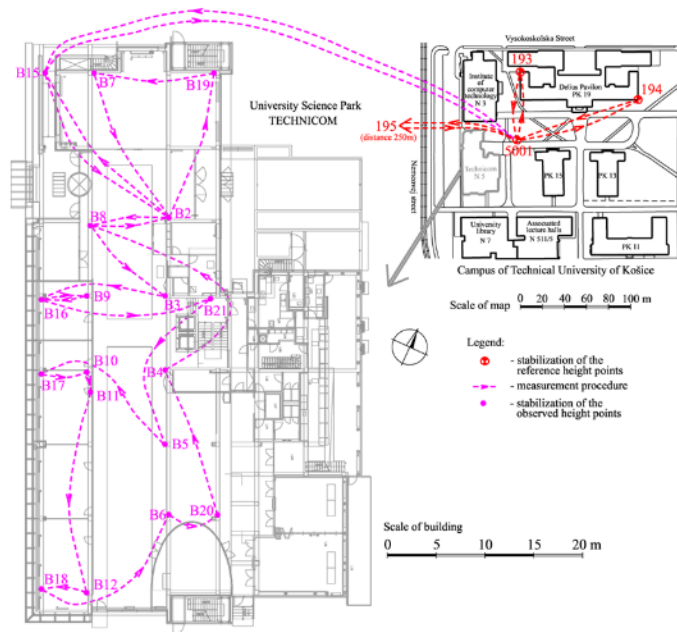 Vysokoskolska Street
B15
B7
B19
193
Institute
of
computer
technology
N 3
Delius Pavilon
PK 19
194
University Science Park
TECHNICOM
195
(distance 250m)
5001
Technicom
N 5
PK 15
PK 13
Nemcovej street
B8
B2
University
library
N 7
Associated
lecture halls
N 511/5
PK 11
Campus of Technical University of Košice
B16
B9
B3
B21
Scale of map
0 20 40 60 80 100 m
Legend:
- stabilization of the
reference height points
- measurement procedure
- stabilization of the
observed height points
B17
B10
B11
B4
B5
B6
B20
Scale of building
0 5 10 15 20 m
B18
B12